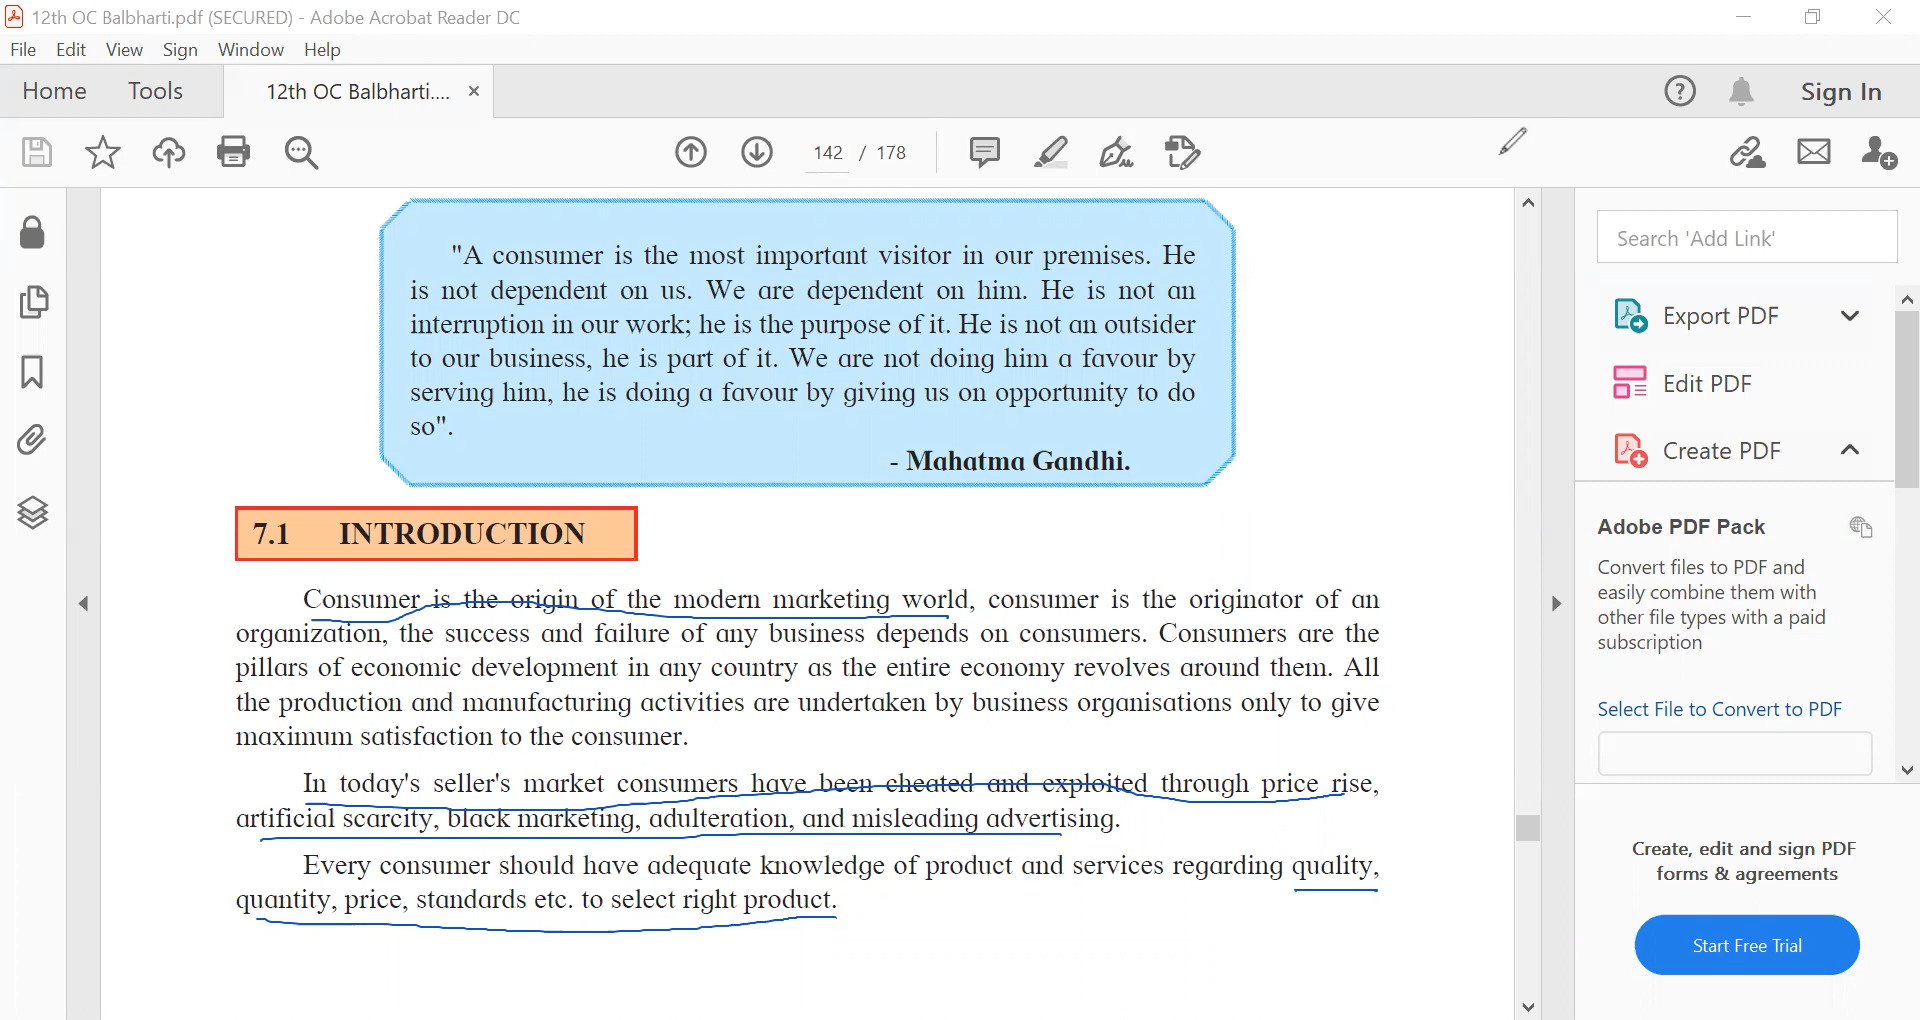 12th OC Balbharti.pdf (SECURED) - Adobe Acrobat Reader DC
File Edit View Sign Window Help
Home Tools 12th OC Balbharti.... × Sign In
142 / 178
"A consumer is the most important visitor in our premises. He
is not dependent on us. We are dependent on him. He is not an
interruption in our work; he is the purpose of it. He is not an outsider
to our business, he is part of it. We are not doing him a favour by
serving him, he is doing a favour by giving us on opportunity to do
so".
- Mahatma Gandhi.
7.1 INTRODUCTION
Consumer is the origin of the modern marketing world, consumer is the originator of an
organization, the success and failure of any business depends on consumers. Consumers are the
pillars of economic development in any country as the entire economy revolves around them. All
the production and manufacturing activities are undertaken by business organisations only to give
maximum satisfaction to the consumer.
In today's seller's market consumers have been cheated and exploited through price rise,
artificial scarcity, black marketing, adulteration, and misleading advertising.
Every consumer should have adequate knowledge of product and services regarding quality,
quantity, price, standards etc. to select right product.
Search 'Add Link'
Export PDF
Edit PDF
Create PDF
Adobe PDF Pack
Convert files to PDF and
easily combine them with
other file types with a paid
subscription
Select File to Convert to PDF
Create, edit and sign PDF
forms & agreements
Start Free Trial